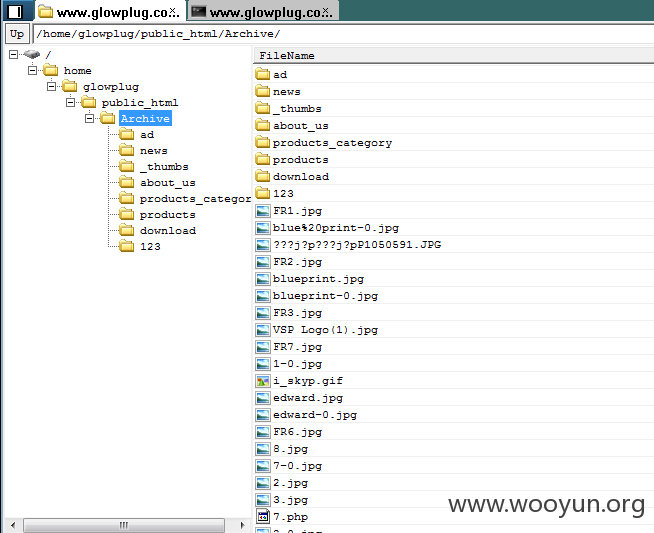 www.glowplug.co⁠x.
www.glowplug.co⁠x.
Up
/home/glowplug/public_html/Archive/
/
home
glowplug
public_html
Archive
ad
news
_thumbs
about_us
products_categor
products
download
123
FileName
ad
news
_thumbs
about_us
products_category
products
download
123
FR1.jpg
blue%20print-0.jpg
???j?p???j?pP1050591.JPG
FR2.jpg
blueprint.jpg
blueprint-0.jpg
FR3.jpg
VSP Logo(1).jpg
FR7.jpg
1-0.jpg
i_skyp.gif
edward.jpg
edward-0.jpg
FR6.jpg
8.jpg
7-0.jpg
2.jpg
3.jpg
7.php
www.wooyun.org